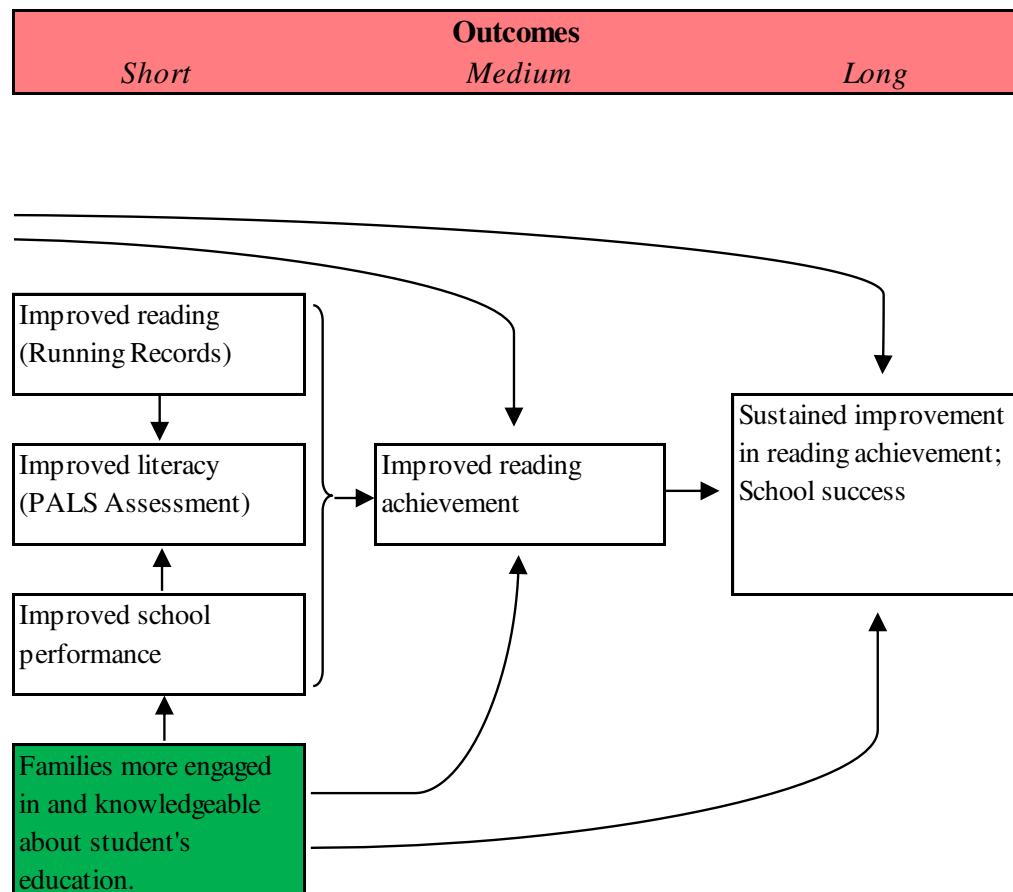 Outcomes
Short Medium Long
Improved reading
(Running Records)
Improved literacy
(PALS Assessment)
Improved school
performance
Families more engaged
in and knowledgeable
about student's
education.
Improved reading
achievement
Sustained improvement
in reading achievement;
School success